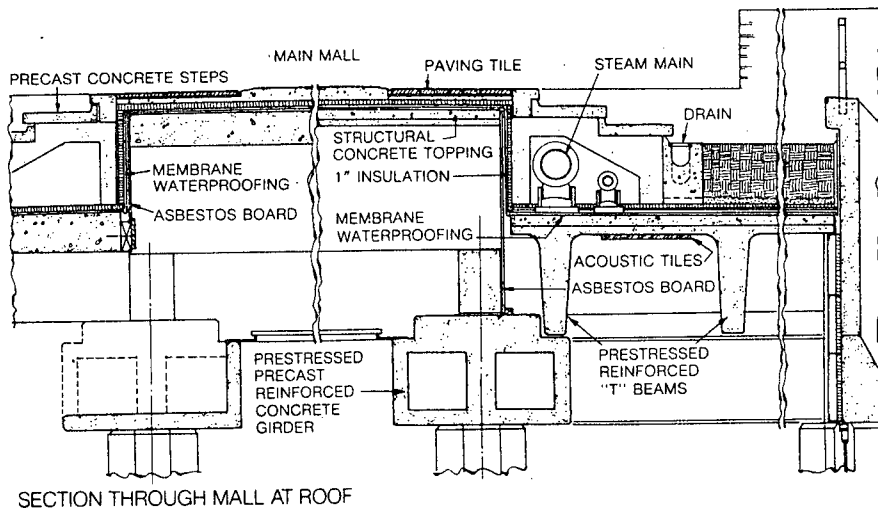 MAIN MALL
PAVING TILE
STEAM MAIN
PRECAST CONCRETE STEPS
DRAIN
STRUCTURAL
CONCRETE TOPPING
1" INSULATION
MEMBRANE
WATERPROOFING
ASBESTOS BOARD
MEMBRANE
WATERPROOFING
ACOUSTIC TILES
ASBESTOS BOARD
PRESTRESSED
PRECAST
REINFORCED
CONCRETE
GIRDER
PRESTRESSED
REINFORCED
"T" BEAMS
SECTION THROUGH MALL AT ROOF